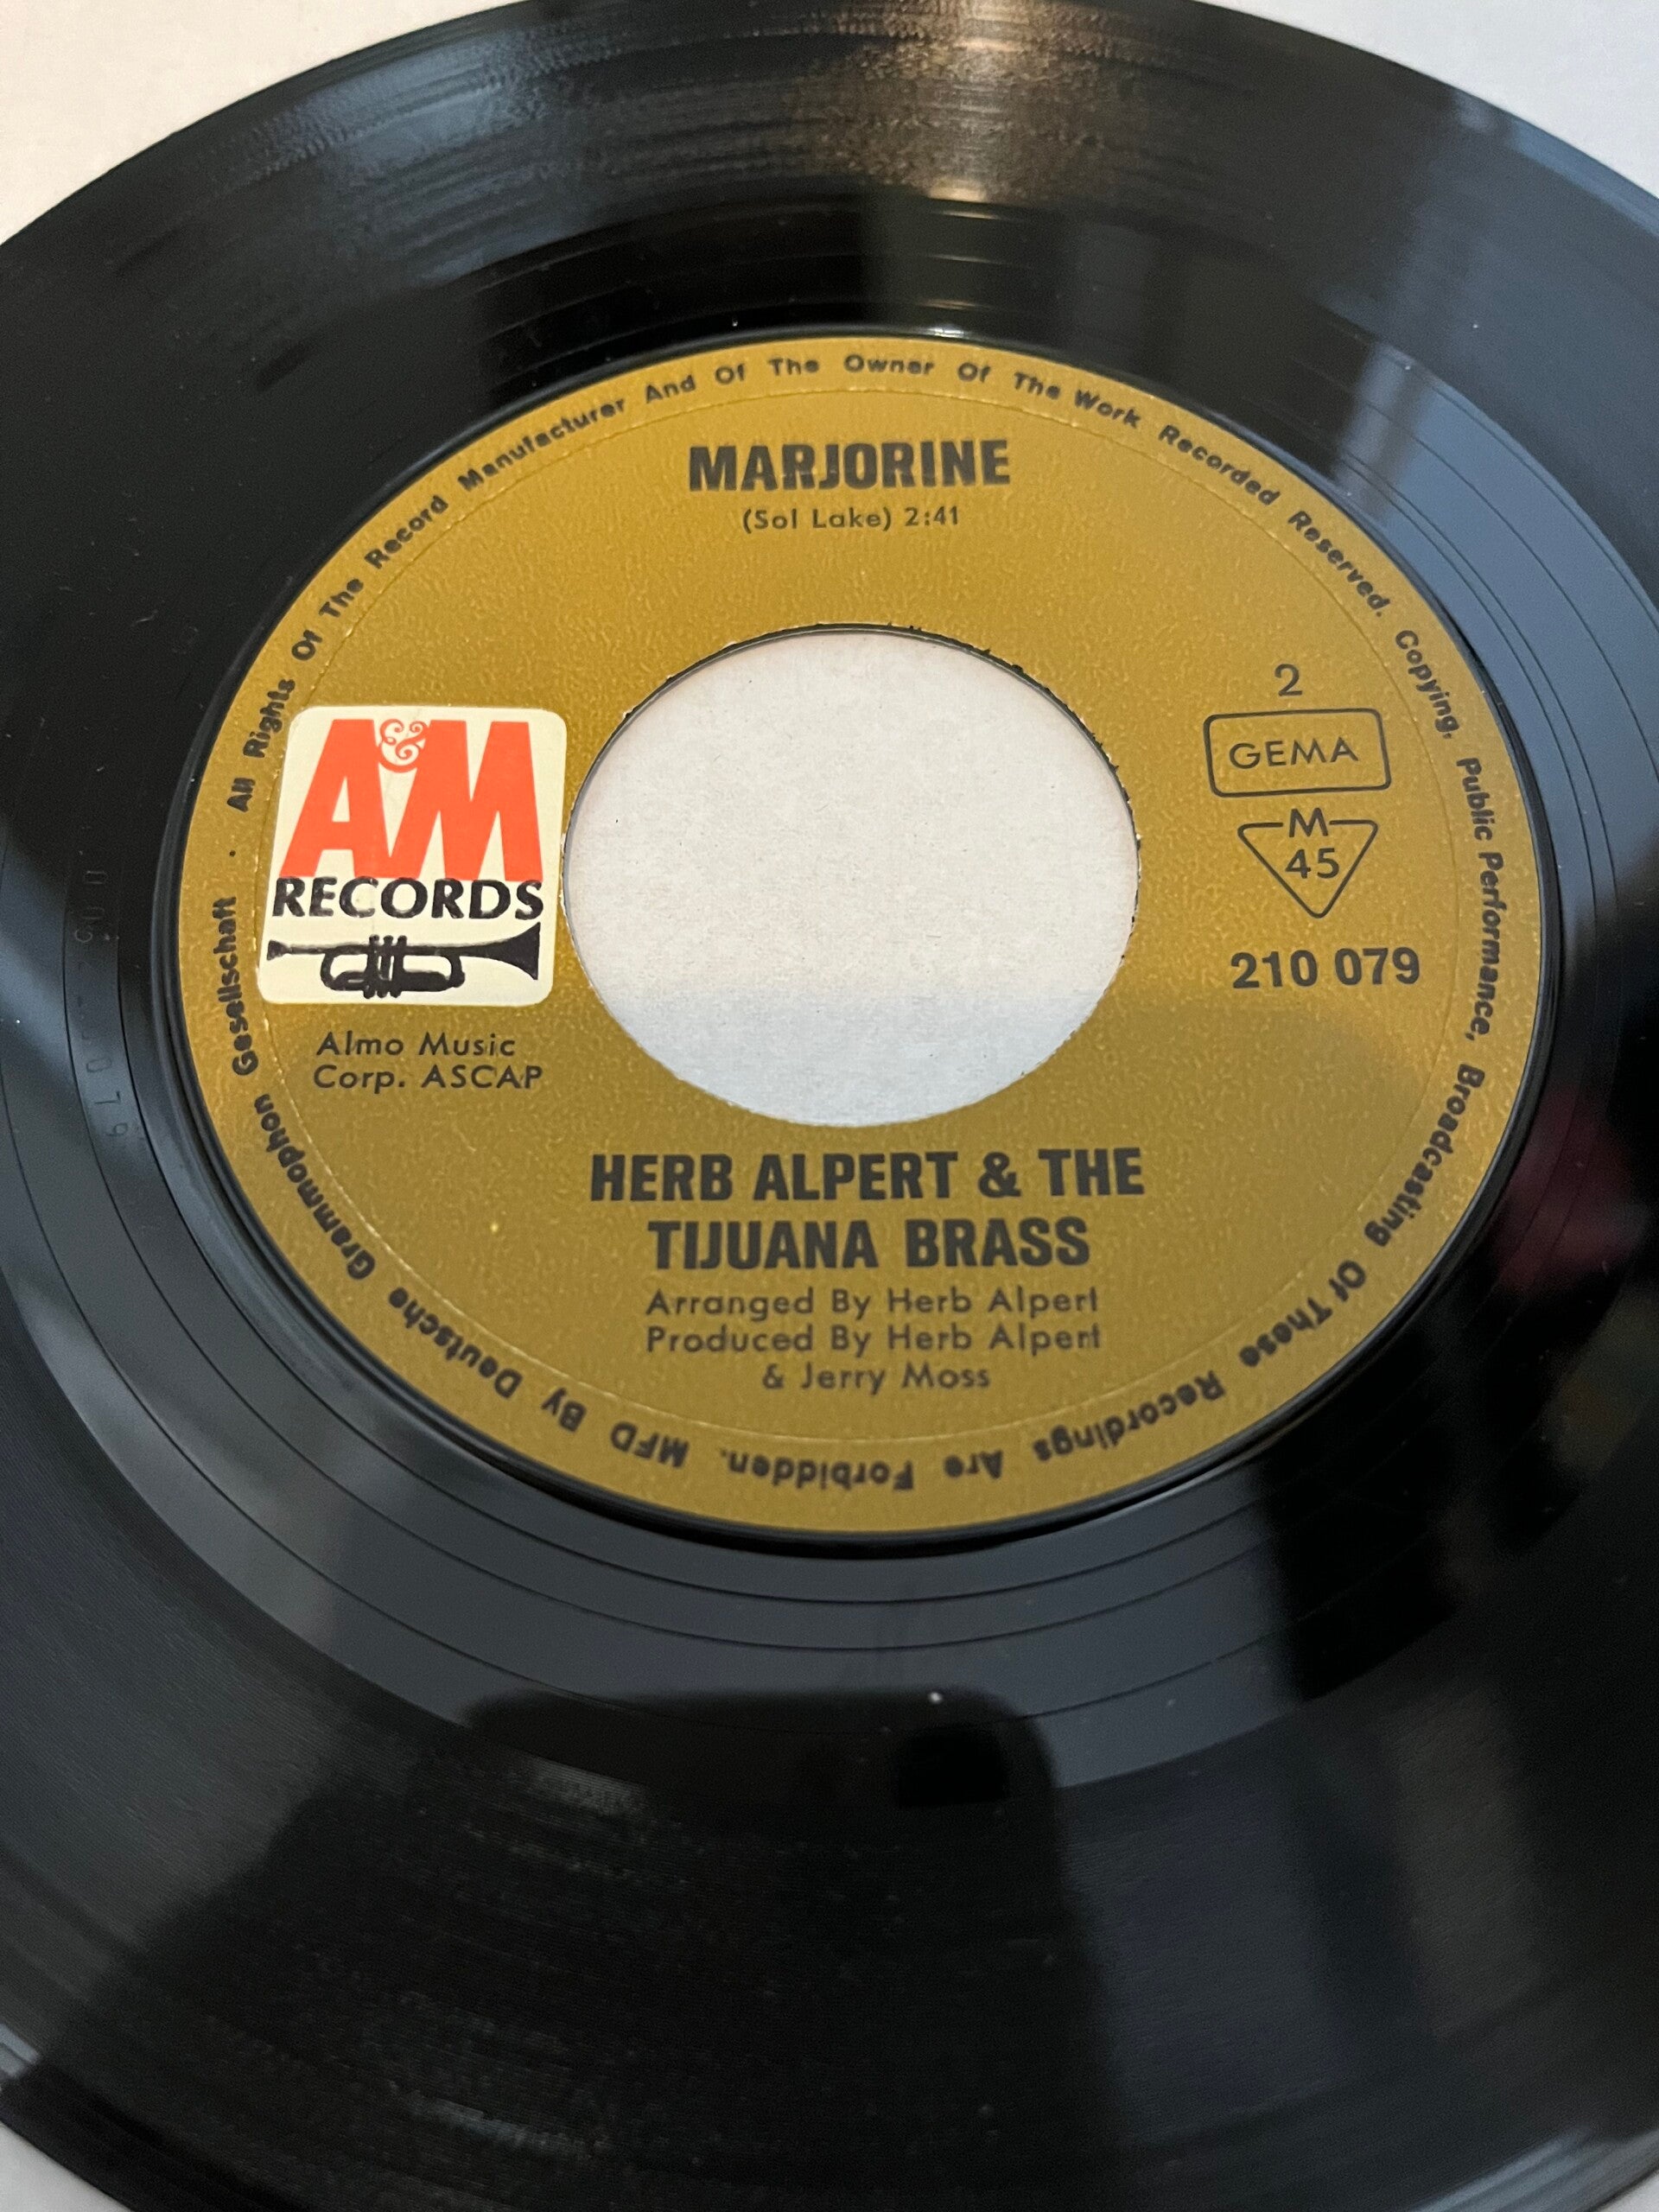 MARJORINE
(Sol Lake) 2:41
A&M
RECORDS
2
GEMA
M
45
210 079
Almo Music
Corp. ASCAP
HERB ALPERT & THE
TIJUANA BRASS
Arranged By Herb Alpert
Produced By Herb Alpert
& Jerry Moss
All Rights Of The Record Manufacturer And Of The Owner Of The Work Recorded Reserved. Copying, Public Performance, Broadcasting Of These Recordings Are Forbidden. MFD By Deutsche Grammophon Gesellschaft .